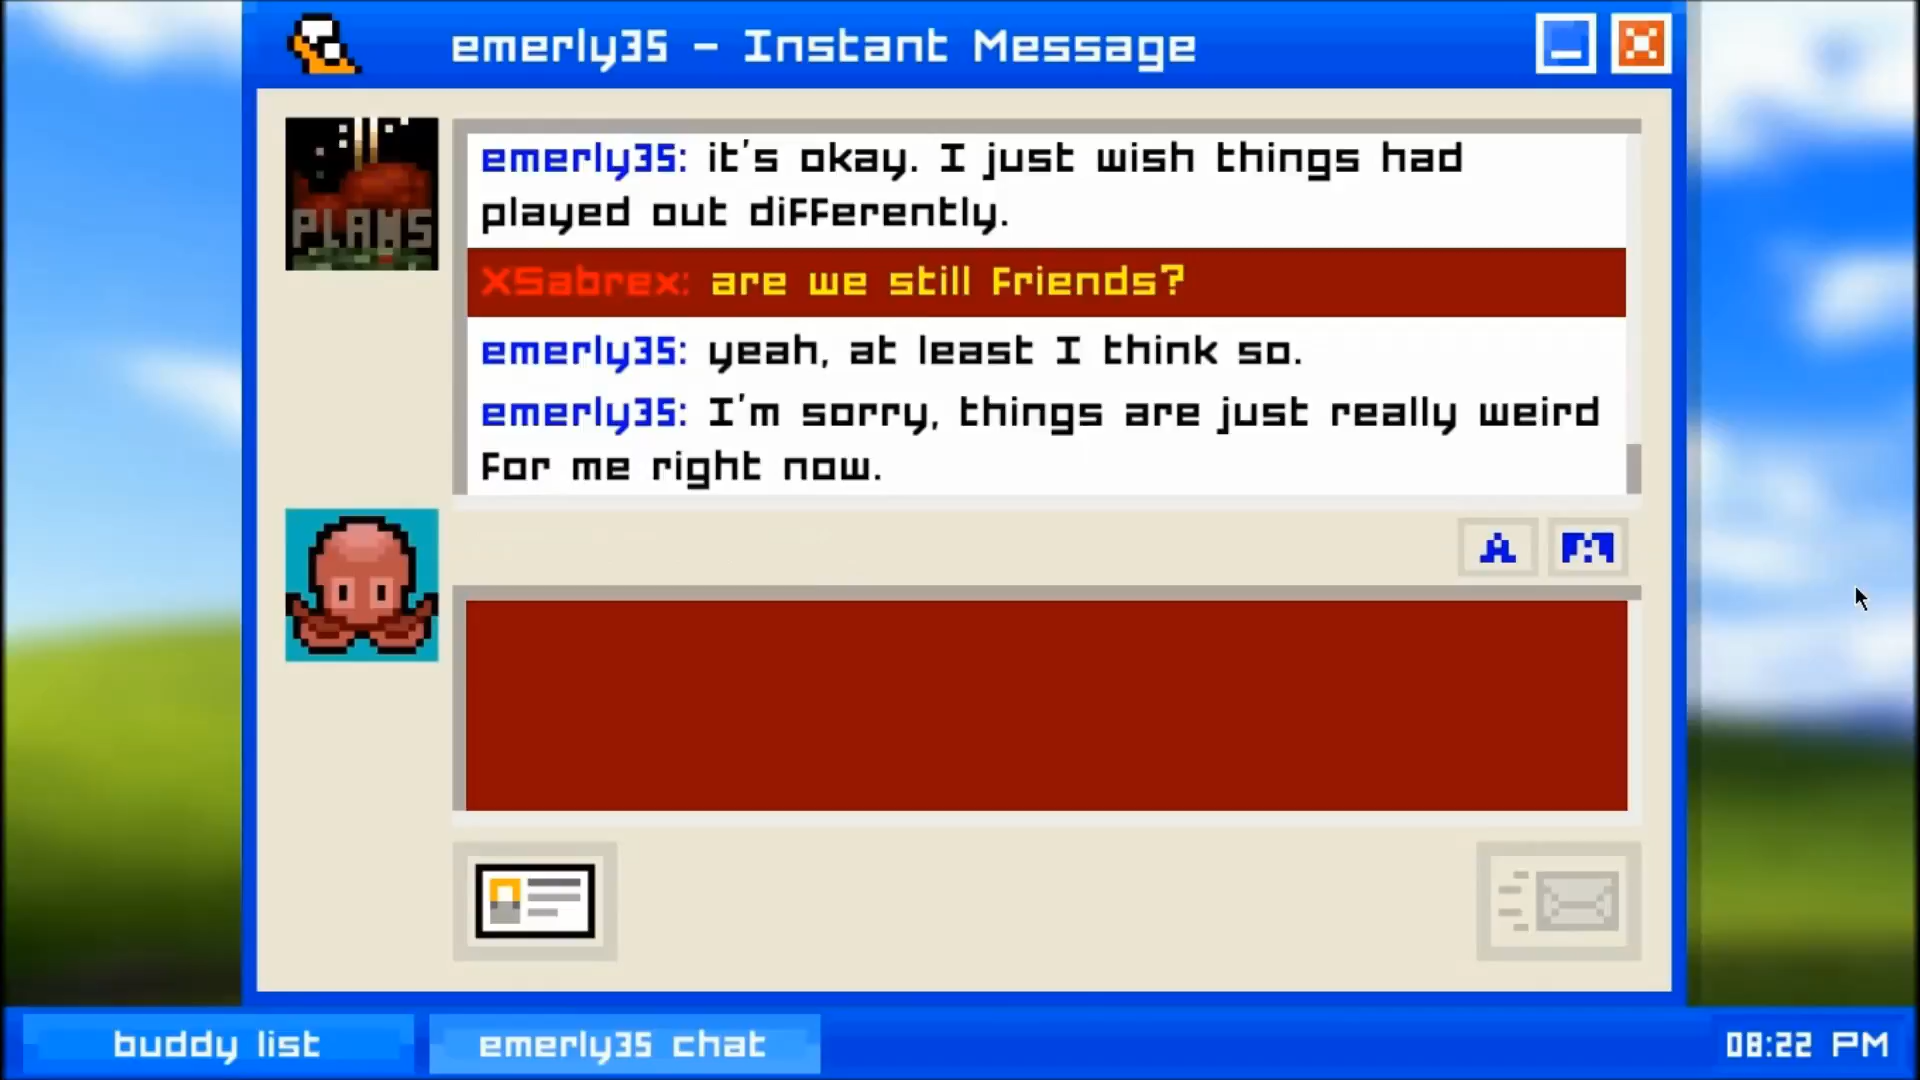 emerly35 - Instant Message
PLANS
emerly35: it's okay. I just wish things had
played out differently.
XSabrex: are we still friends?
emerly35: yeah, at least I think so.
emerly35: I'm sorry, things are just really weird
for me right now.
A
buddy list
emerly35 chat
08:22 PM